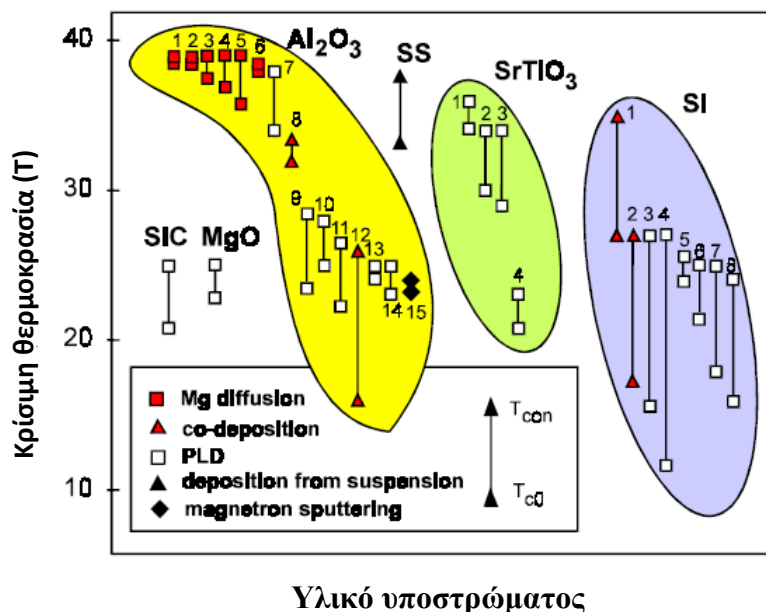 Κρίσιμη θερμοκρασία (T)
40
30
20
10
Al2O3
1 2 3 4 5 6 7
8
9 10 11 12 13
14 15
SS
SrTIO3
1 2 3
4
SI
1
2 3 4
5 6 7 8
SIC MgO
Mg diffusion
co-deposition
PLD
deposition from suspension
magnetron sputtering
Tcon
Tc0
Υλικό υποστρώματος